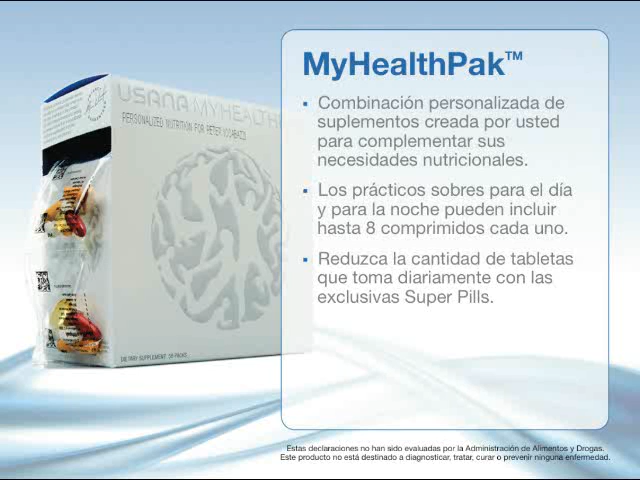 MyHealthPak™
▪ Combinación personalizada de
suplementos creada por usted
para complementar sus
necesidades nutricionales.
▪ Los prácticos sobres para el día
y para la noche pueden incluir
hasta 8 comprimidos cada uno.
▪ Reduzca la cantidad de tabletas
que toma diariamente con las
exclusivas Super Pills.
USANA MYHEALTH
PERSONALIZED NUTRITION FOR PETER
DIETARY SUPPLEMENT
Estas declaraciones no han sido evaluadas por la Administración de Alimentos y Drogas.
Este producto no está destinado a diagnosticar, tratar, curar o prevenir ninguna enfermedad.